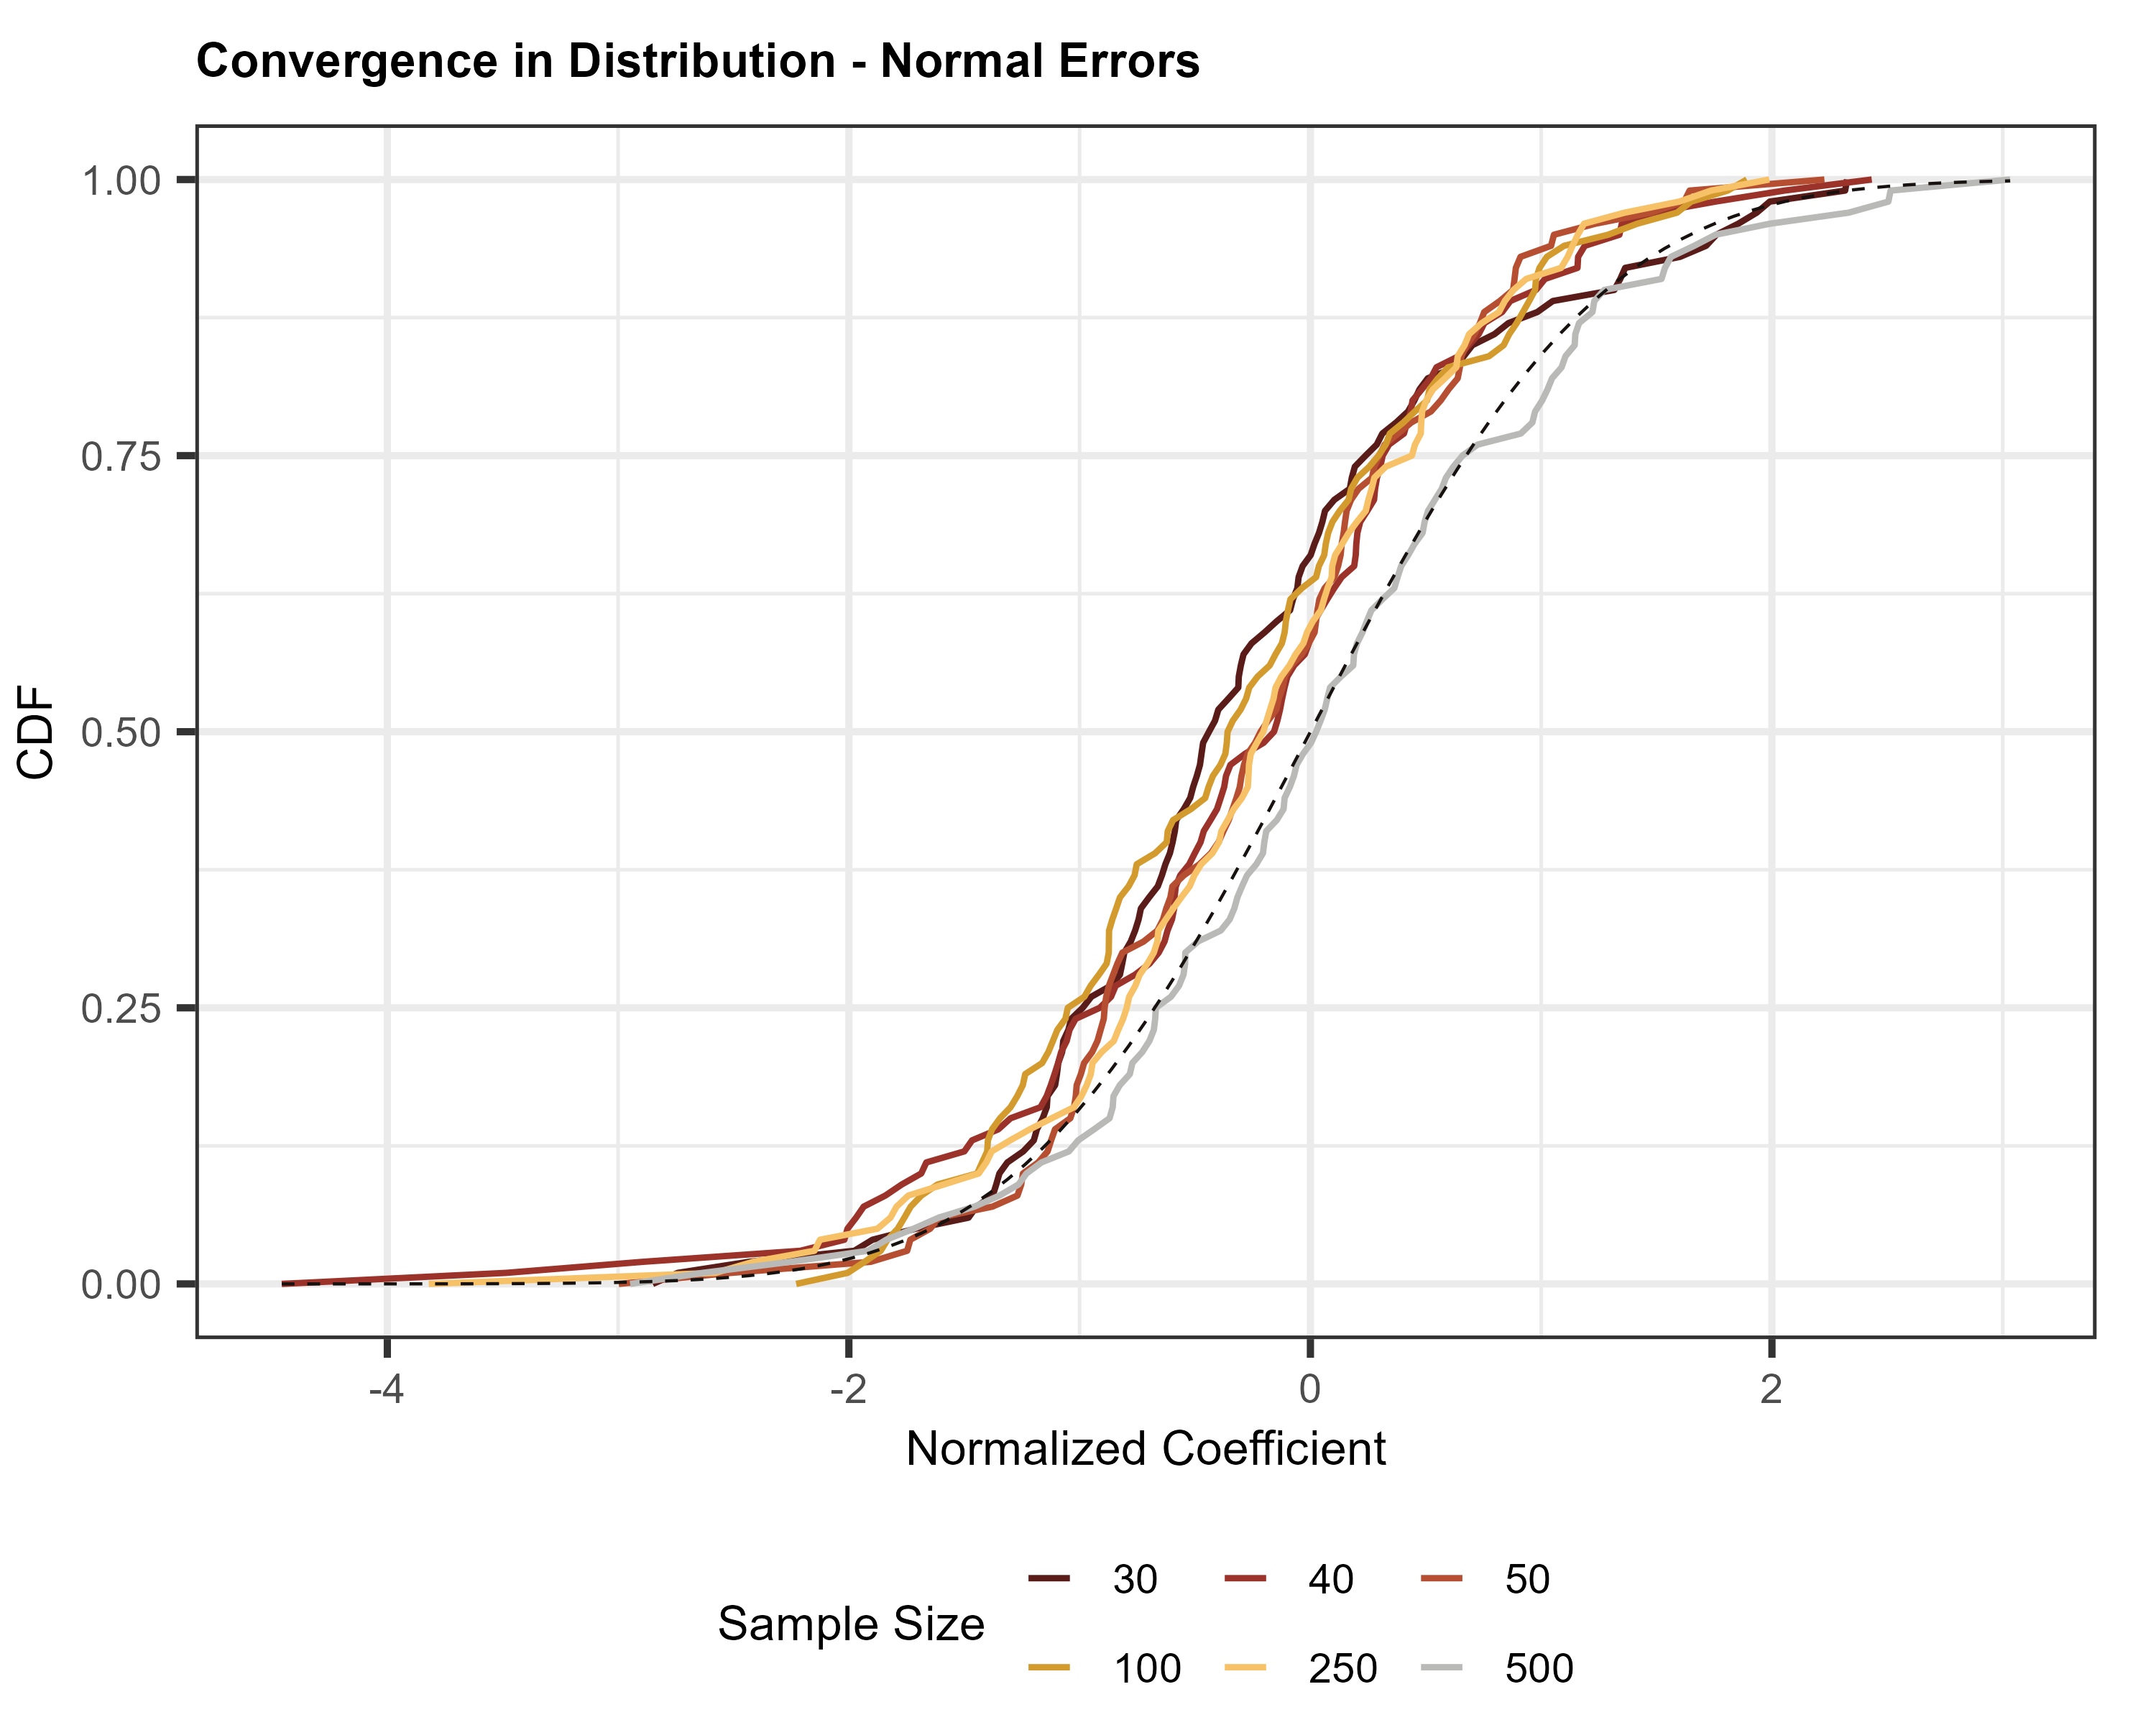 Convergence in Distribution - Normal Errors
1.00
0.75
0.50
0.25
0.00
CDF
-4 -2 0 2
Normalized Coefficient
Sample Size
30 40 50
100 250 500